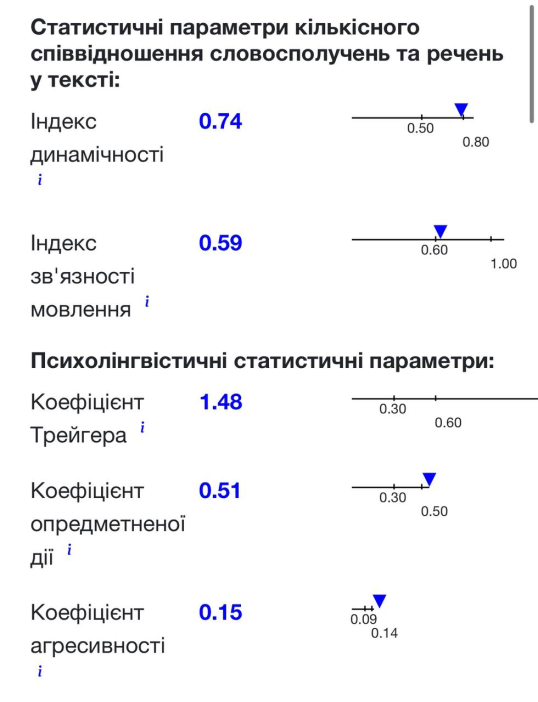 Статистичні параметри кількісного
співвідношення словосполучень та речень
у тексті:
Індекс 0.74
динамічності
i
0.50
0.80
Індекс 0.59
зв'язності
мовлення i
0.60
1.00
Психолінгвістичні статистичні параметри:
Коефіцієнт 1.48
Трейгера i
0.30
0.60
Коефіцієнт 0.51
опредметненої
дії i
0.30
0.50
Коефіцієнт 0.15
агресивності
i
0.09
0.14